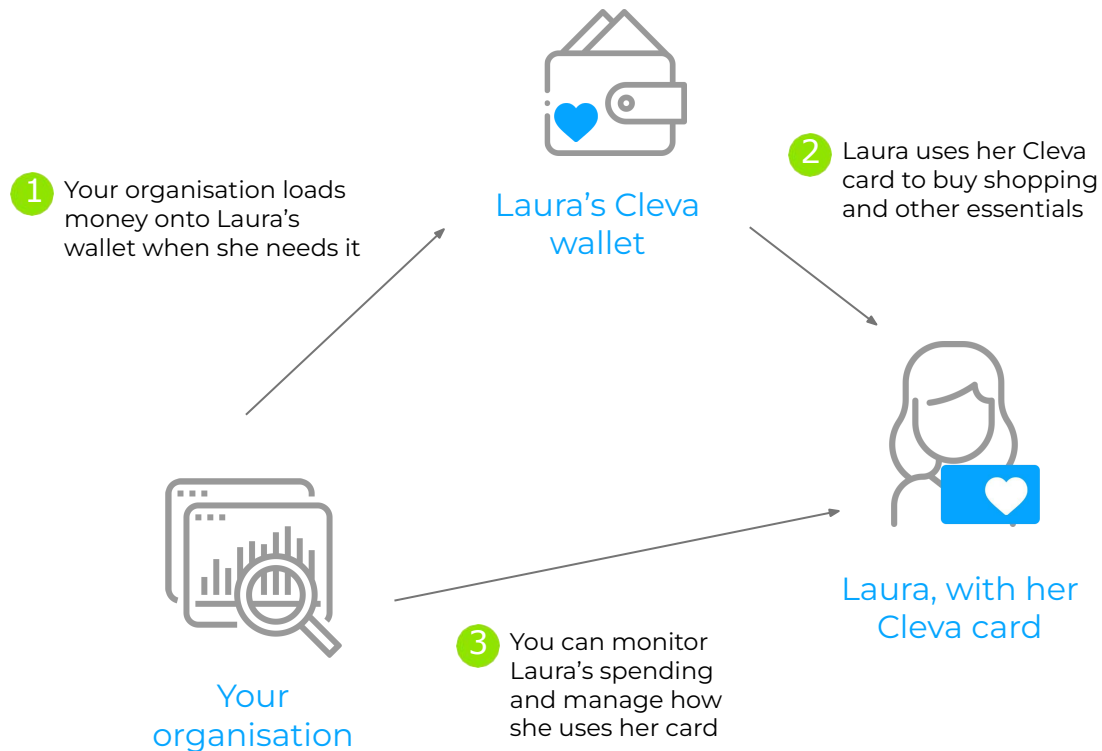 1
Your organisation loads
money onto Laura’s
wallet when she needs it
Laura’s Cleva
wallet
2
Laura uses her Cleva
card to buy shopping
and other essentials
Laura, with her
Cleva card
3
You can monitor
Laura’s spending
and manage how
she uses her card
Your
organisation